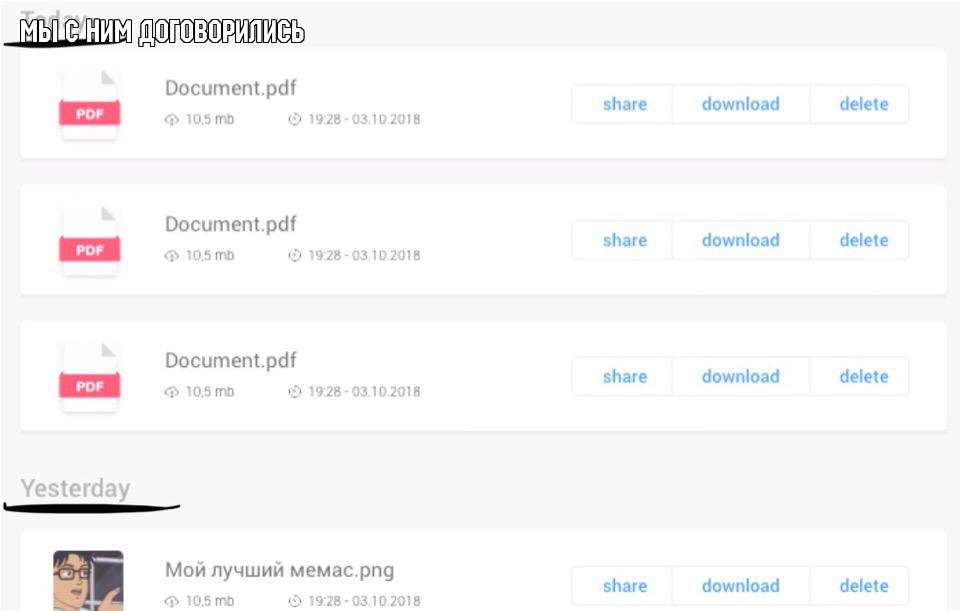 Today
МЫ С НИМ ДОГОВОРИЛИСЬ
Document.pdf
PDF
10,5 mb 19:28 - 03.10.2018
share download delete
Document.pdf
PDF
10,5 mb 19:28 - 03.10.2018
share download delete
Document.pdf
PDF
10,5 mb 19:28 - 03.10.2018
share download delete
Yesterday
Мой лучший мемас.png
10,5 mb 19:28 - 03.10.2018
share download delete